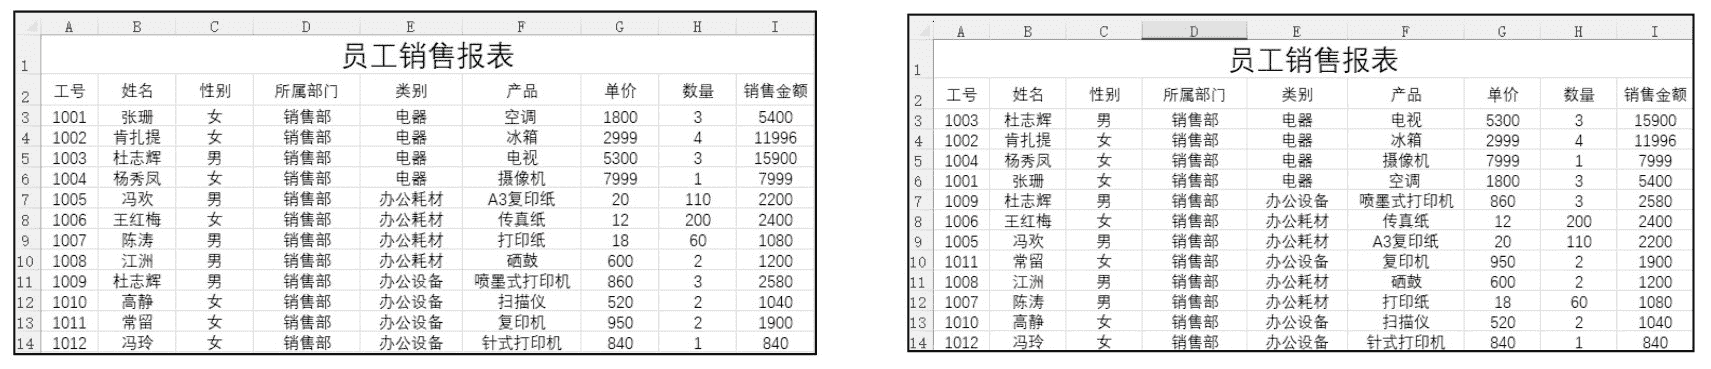 A B C D E F G H I
1 员工销售报表
2 工号 姓名 性别 所属部门 类别 产品 单价 数量 销售金额
3 1001 张珊 女 销售部 电器 空调 1800 3 5400
4 1002 肯扎提 女 销售部 电器 冰箱 2999 4 11996
5 1003 杜志辉 男 销售部 电器 电视 5300 3 15900
6 1004 杨秀凤 女 销售部 电器 摄像机 7999 1 7999
7 1005 冯欢 男 销售部 办公耗材 A3复印纸 20 110 2200
8 1006 王红梅 女 销售部 办公耗材 传真纸 12 200 2400
9 1007 陈涛 男 销售部 办公耗材 打印纸 18 60 1080
10 1008 江洲 男 销售部 办公耗材 硒鼓 600 2 1200
11 1009 杜志辉 男 销售部 办公设备 喷墨式打印机 860 3 2580
12 1010 高静 女 销售部 办公设备 扫描仪 520 2 1040
13 1011 常留 女 销售部 办公设备 复印机 950 2 1900
14 1012 冯玲 女 销售部 办公设备 针式打印机 840 1 840
A B C D E F G H I
1 员工销售报表
2 工号 姓名 性别 所属部门 类别 产品 单价 数量 销售金额
3 1003 杜志辉 男 销售部 电器 电视 5300 3 15900
4 1002 肯扎提 女 销售部 电器 冰箱 2999 4 11996
5 1004 杨秀凤 女 销售部 电器 摄像机 7999 1 7999
6 1001 张珊 女 销售部 电器 空调 1800 3 5400
7 1009 杜志辉 男 销售部 办公设备 喷墨式打印机 860 3 2580
8 1006 王红梅 女 销售部 办公耗材 传真纸 12 200 2400
9 1005 冯欢 男 销售部 办公耗材 A3复印纸 20 110 2200
10 1011 常留 女 销售部 办公设备 复印机 950 2 1900
11 1008 江洲 男 销售部 办公耗材 硒鼓 600 2 1200
12 1007 陈涛 男 销售部 办公耗材 打印纸 18 60 1080
13 1010 高静 女 销售部 办公设备 扫描仪 520 2 1040
14 1012 冯玲 女 销售部 办公设备 针式打印机 840 1 840